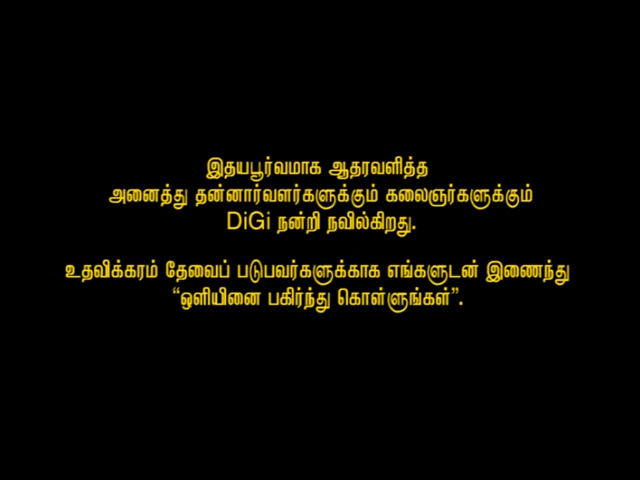 இதயபூர்வமாக ஆதரவளித்த
அனைத்து தன்னார்வளர்களுக்கும் கலைஞர்களுக்கும்
DiGi நன்றி நவில்கிறது.
உதவிக்கரம் தேவைப் படுபவர்களுக்காக எங்களுடன் இணைந்து
“ஒளியினை பகிர்ந்து கொள்ளுங்கள்”.